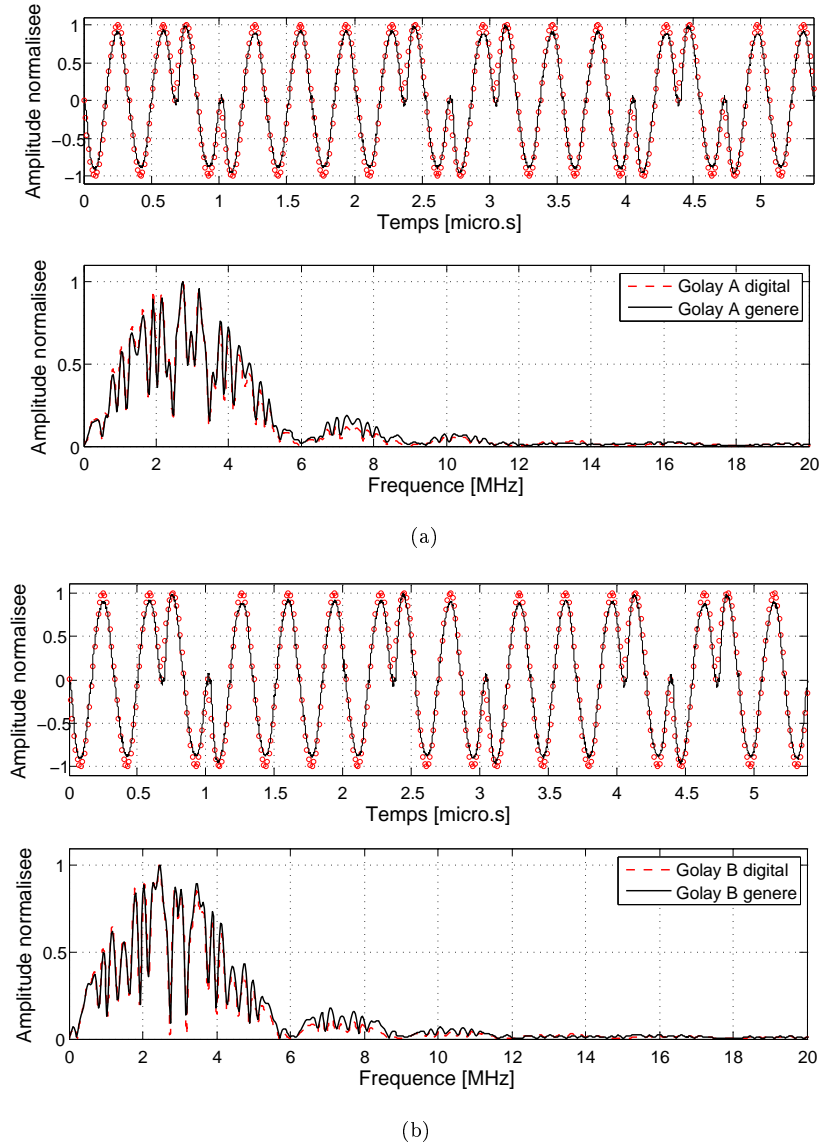 Amplitude normalisee
1
0.5
0
−0.5
−1
0 0.5 1 1.5 2 2.5 3 3.5 4 4.5 5
Temps [micro.s]
Amplitude normalisee
1
0.5
0
Golay A digital
Golay A genere
0 2 4 6 8 10 12 14 16 18 20
Frequence [MHz]
(a)
Amplitude normalisee
1
0.5
0
−0.5
−1
0 0.5 1 1.5 2 2.5 3 3.5 4 4.5 5
Temps [micro.s]
Amplitude normalisee
1
0.5
0
Golay B digital
Golay B genere
0 2 4 6 8 10 12 14 16 18 20
Frequence [MHz]
(b)